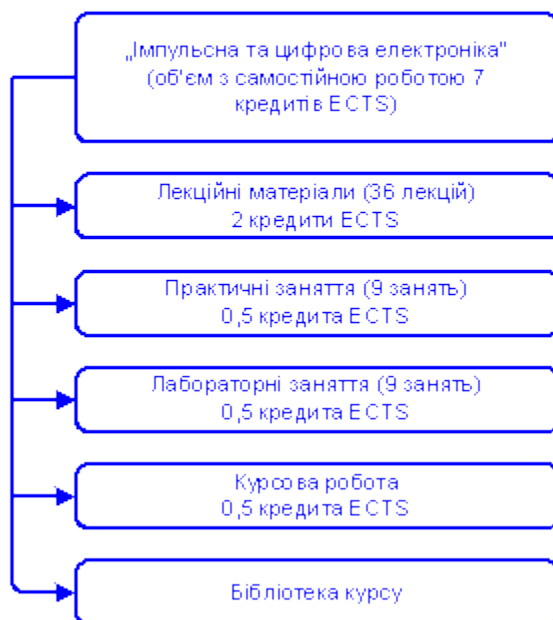 „Імпульсна та цифрова електроніка"
(об'єм з самостійною роботою 7
кредитів ECTS)
Лекційні матеріали (36 лекцій)
2 кредити ECTS
Практичні заняття (9 занять)
0,5 кредита ECTS
Лабораторні заняття (9 занять)
0,5 кредита ECTS
Курсова робота
0,5 кредита ECTS
Бібліотека курсу